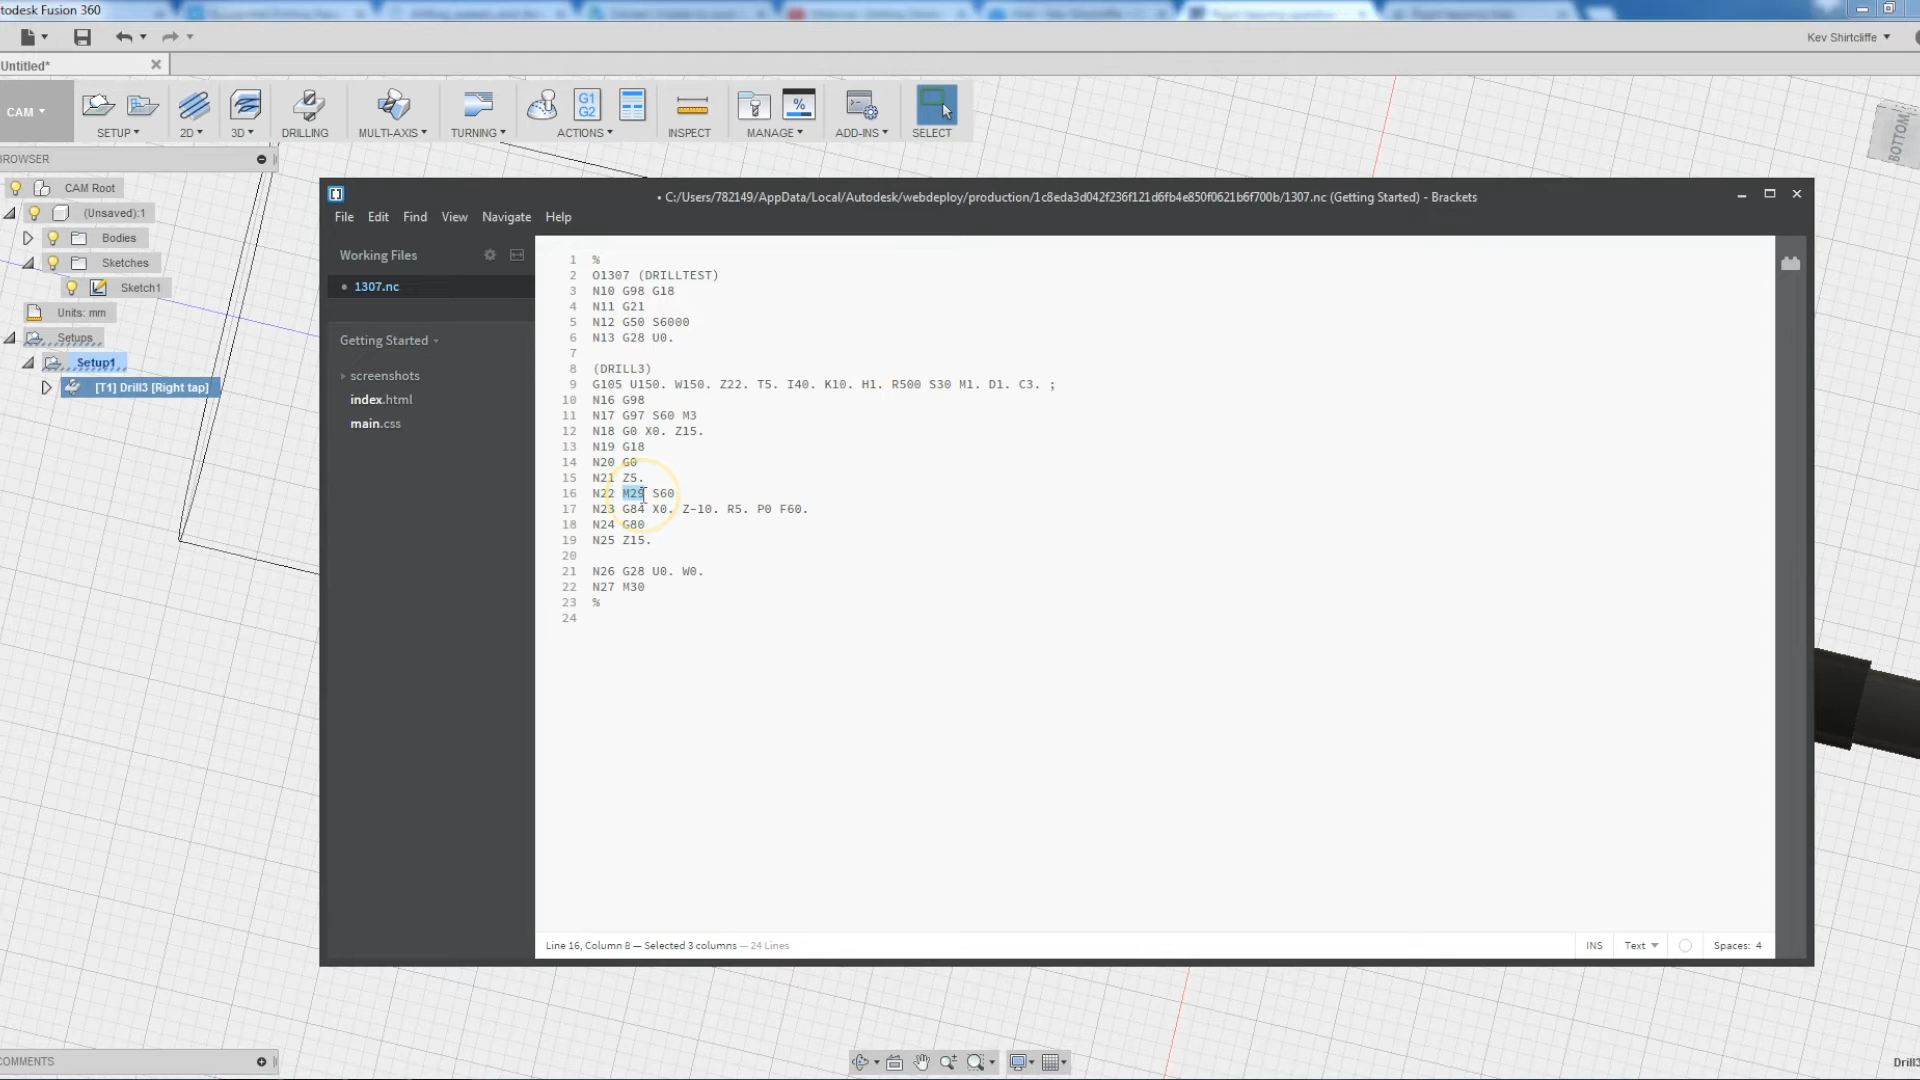 todesk Fusion 360
Kev Shirtcliffe
Untitled*
CAM
SETUP
2D
3D
DRILLING
MULTI-AXIS
TURNING
G1
G2
ACTIONS
INSPECT
%
MANAGE
ADD-INS
SELECT
BOTTOM
BROWSER
CAM Root
(Unsaved):1
Bodies
Sketches
Sketch1
Units: mm
Setups
Setup1
[T1] Drill3 [Right tap]
• C:/Users/782149/AppData/Local/Autodesk/webdeploy/production/1c8eda3d042f236f121d6fb4e850f0621b6f700b/1307.nc (Getting Started) - Brackets
File Edit Find View Navigate Help
Working Files
• 1307.nc
Getting Started
screenshots
index.html
main.css
1 %
2 O1307 (DRILLTEST)
3 N10 G98 G18
4 N11 G21
5 N12 G50 S6000
6 N13 G28 U0.
7
8 (DRILL3)
9 G105 U150. W150. Z22. T5. I40. K10. H1. R500 S30 M1. D1. C3. ;
10 N16 G98
11 N17 G97 S60 M3
12 N18 G0 X0. Z15.
13 N19 G18
14 N20 G0
15 N21 Z5.
16 N22 M29 S60
17 N23 G84 X0. Z-10. R5. P0 F60.
18 N24 G80
19 N25 Z15.
20
21 N26 G28 U0. W0.
22 N27 M30
23 %
24
Line 16, Column 8 — Selected 3 columns — 24 Lines
INS
Text
Spaces: 4
COMMENTS
Drill3